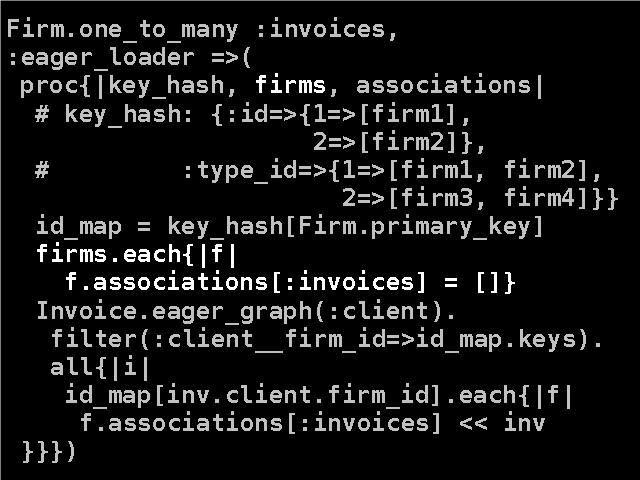 Firm.one_to_many :invoices,
:eager_loader =>(
proc{|key_hash, firms, associations|
# key_hash: {:id=>{1=>[firm1],
2=>[firm2]},
# :type_id=>{1=>[firm1, firm2],
2=>[firm3, firm4]}}
id_map = key_hash[Firm.primary_key]
firms.each{|f|
f.associations[:invoices] = []}
Invoice.eager_graph(:client).
filter(:client__firm_id=>id_map.keys).
all{|i|
id_map[inv.client.firm_id].each{|f|
f.associations[:invoices] << inv
}}})